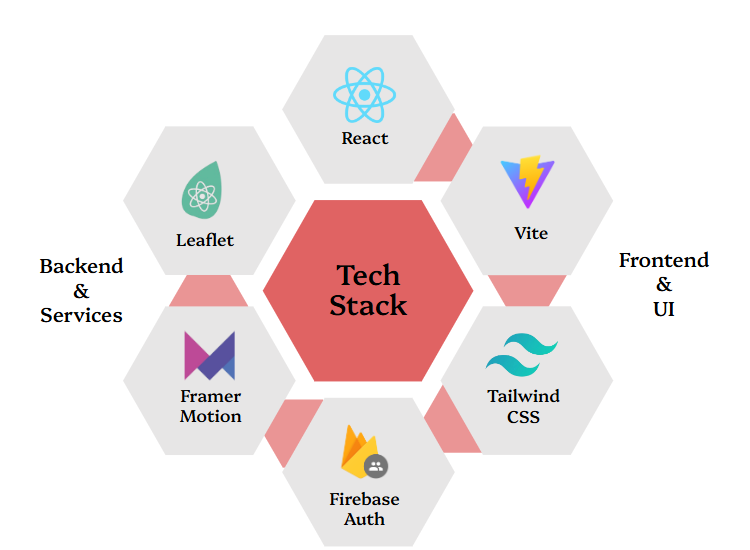 React
Vite
Leaflet
Backend
&
Services
Tech
Stack
Frontend
&
UI
Framer
Motion
Tailwind
CSS
Firebase
Auth